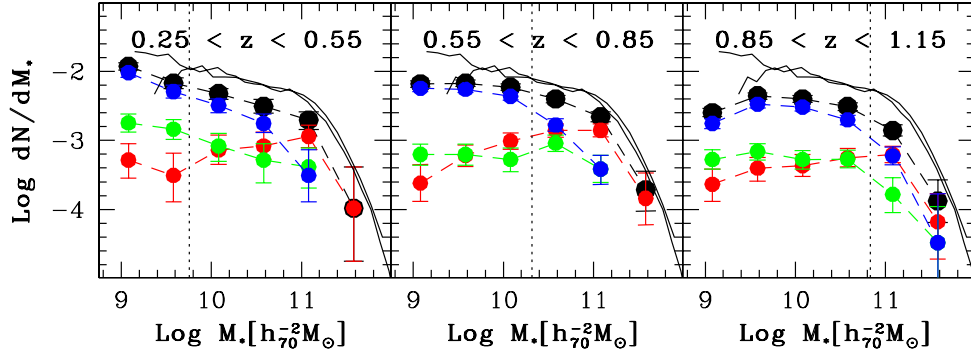 0.25 < z < 0.55
0.55 < z < 0.85
0.85 < z < 1.15
Log dN/dM*
−2
−3
−4
9 10 11
9 10 11
9 10 11
Log M*[h70−2M⊙]
Log M*[h70−2M⊙]
Log M*[h70−2M⊙]